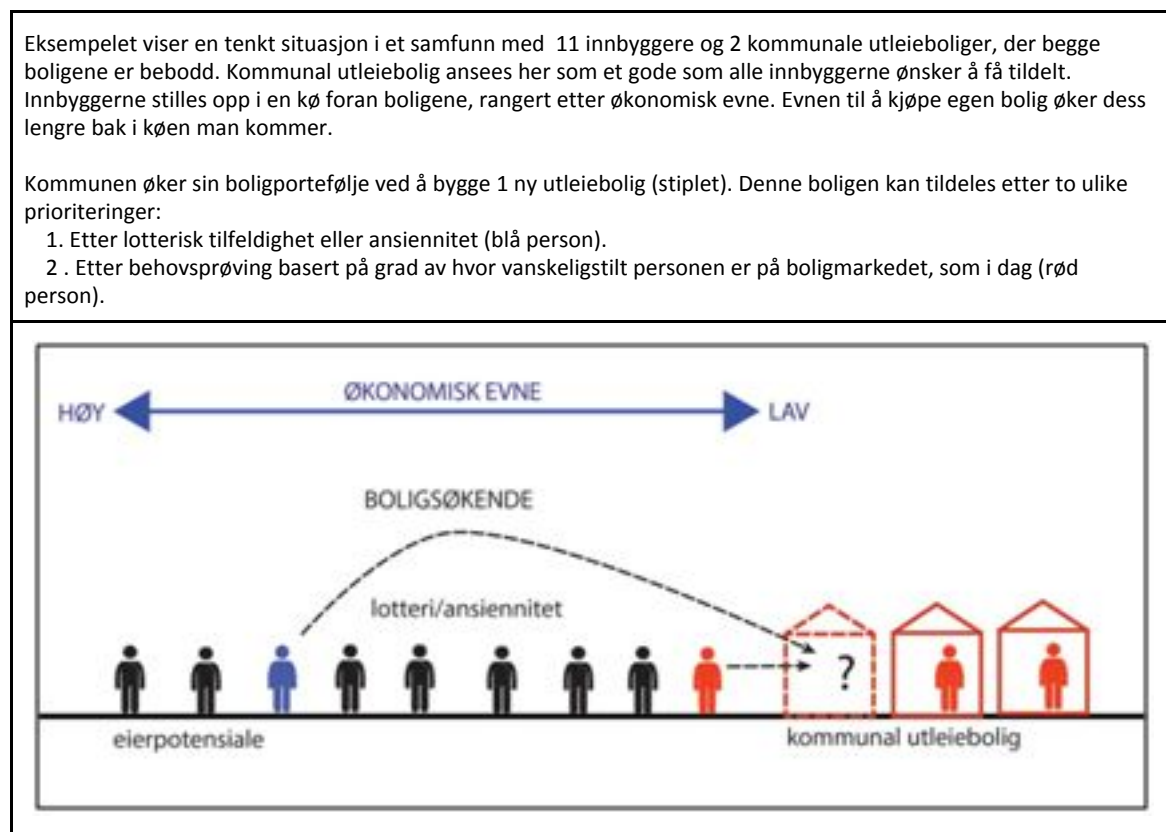 Eksempelet viser en tenkt situasjon i et samfunn med  11 innbyggere og 2 kommunale utleieboliger, der begge
boligene er bebodd. Kommunal utleiebolig ansees her som et gode som alle innbyggerne ønsker å få tildelt.
Innbyggerne stilles opp i en kø foran boligene, rangert etter økonomisk evne. Evnen til å kjøpe egen bolig øker dess
lengre bak i køen man kommer.
Kommunen øker sin boligportefølje ved å bygge 1 ny utleiebolig (stiplet). Denne boligen kan tildeles etter to ulike
prioriteringer:
1. Etter lotterisk tilfeldighet eller ansiennitet (blå person).
2 . Etter behovsprøving basert på grad av hvor vanskeligstilt personen er på boligmarkedet, som i dag (rød
person).
ØKONOMISK EVNE
HØY
LAV
BOLIGSØKENDE
lotteri/ansiennitet
?
eierpotensiale
kommunal utleiebolig